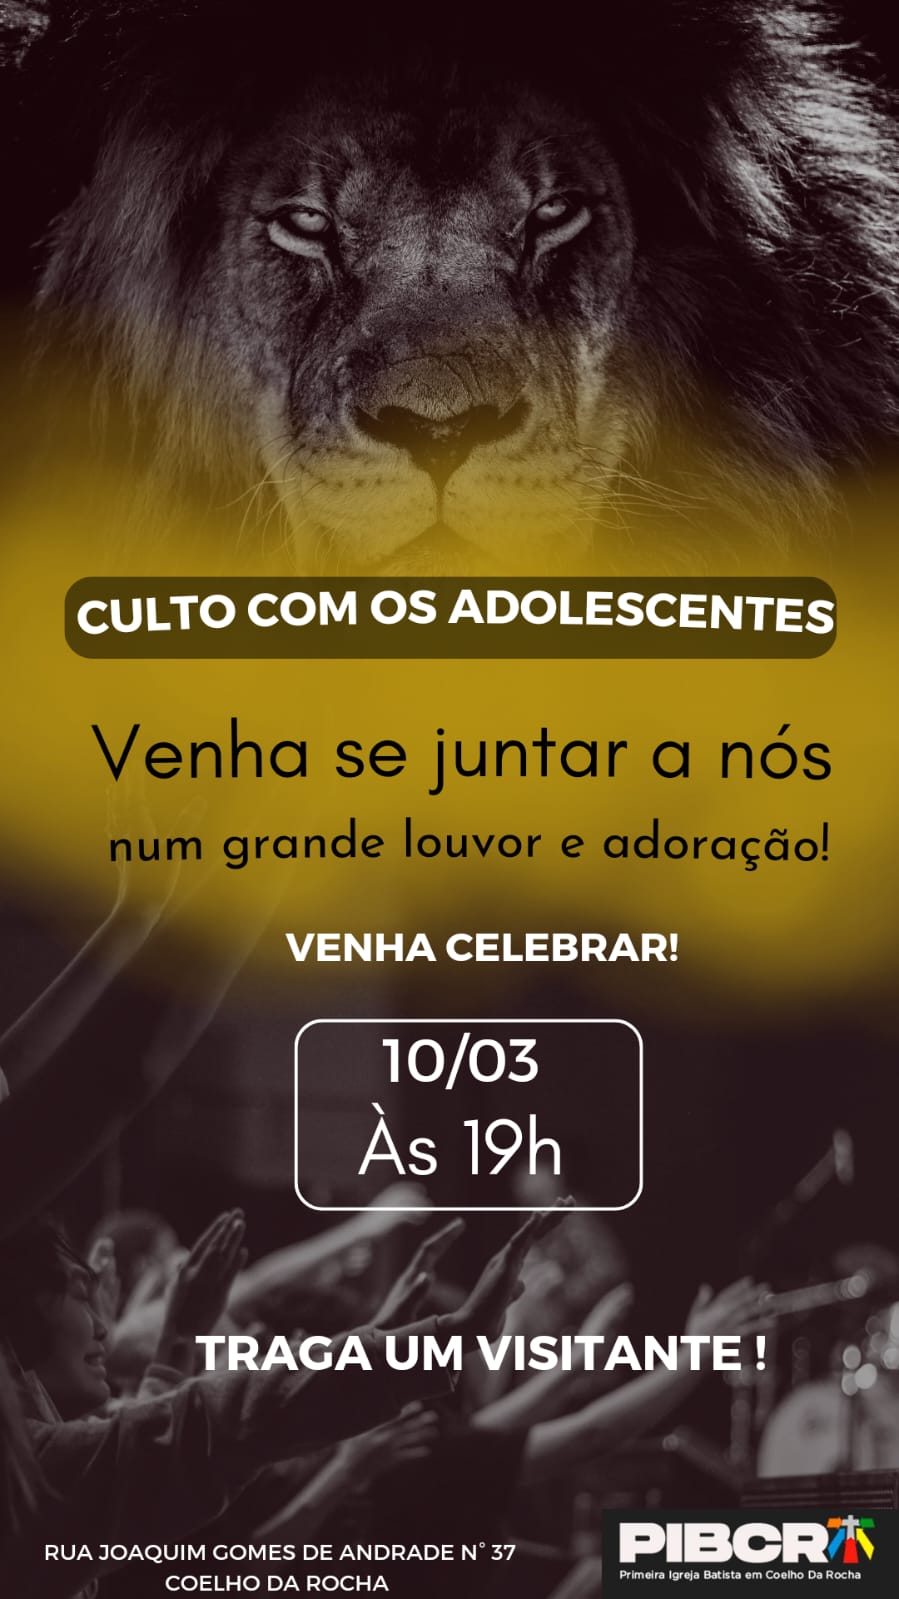 CULTO COM OS ADOLESCENTES
Venha se juntar a nós
num grande louvor e adoração!
VENHA CELEBRAR!
10/03
Às 19h
TRAGA UM VISITANTE !
RUA JOAQUIM GOMES DE ANDRADE N° 37
COELHO DA ROCHA
PIBCR
Primeira Igreja Batista em Coelho Da Rocha